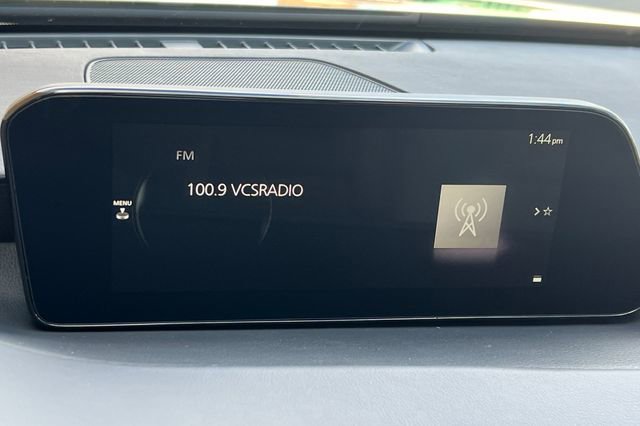 1:44pm
FM
100.9 VCSRADIO
MENU